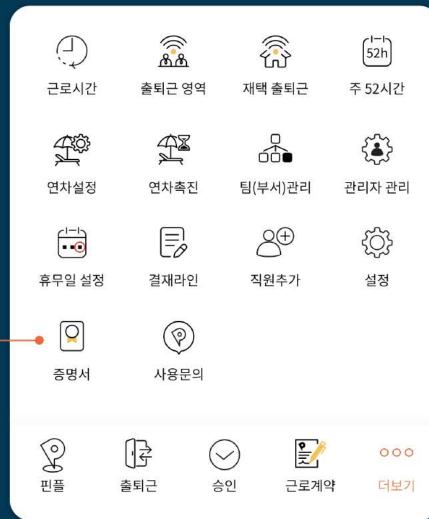 근로시간 출퇴근 영역 재택 출퇴근 주 52시간
52h
연차설정 연차촉진 팀(부서)관리 관리자 관리
휴무일 설정 결재라인 직원추가 설정
증명서 사용문의
핀플 출퇴근 승인 근로계약 더보기